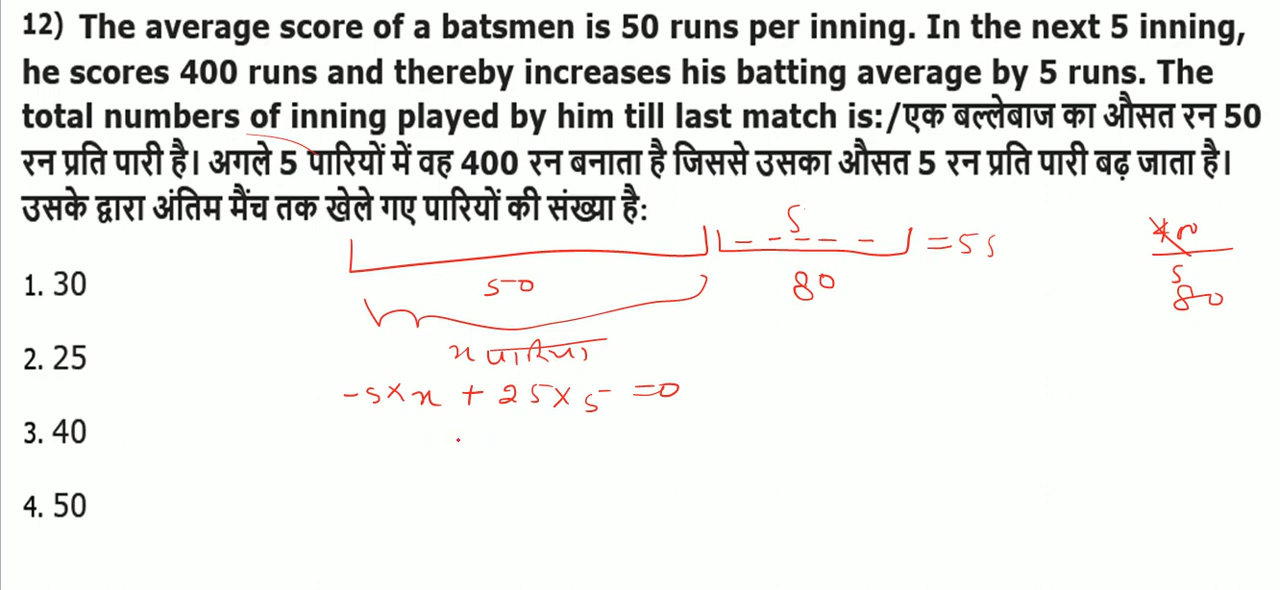 12) The average score of a batsmen is 50 runs per inning. In the next 5 inning,
he scores 400 runs and thereby increases his batting average by 5 runs. The
total numbers of inning played by him till last match is:/एक बल्लेबाज का औसत रन 50
रन प्रति पारी है। अगले 5 पारियों में वह 400 रन बनाता है जिससे उसका औसत 5 रन प्रति पारी बढ़ जाता है।
उसके द्वारा अंतिम मैंच तक खेले गए पारियों की संख्या है:
5
= 55
400
5
80
1. 30
50
80
n पारिया
2. 25
-5×n + 25×5 =0
3. 40
4. 50